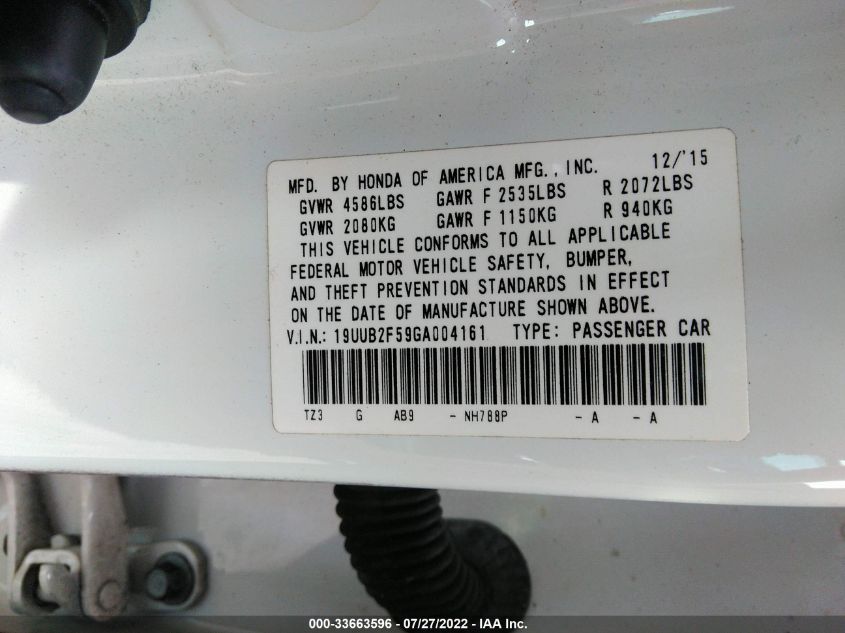 MFD. BY HONDA OF AMERICA MFG., INC. 12/'15
GVWR 4586LBS GAWR F 2535LBS R 2072LBS
GVWR 2080KG GAWR F 1150KG R 940KG
THIS VEHICLE CONFORMS TO ALL APPLICABLE
FEDERAL MOTOR VEHICLE SAFETY, BUMPER,
AND THEFT PREVENTION STANDARDS IN EFFECT
ON THE DATE OF MANUFACTURE SHOWN ABOVE.
V.I.N.: 19UUB2F59GA004161 TYPE: PASSENGER CAR
TZ3 G AB9 - NH788P - A - A
000-33663596 - 07/27/2022 - IAA Inc.